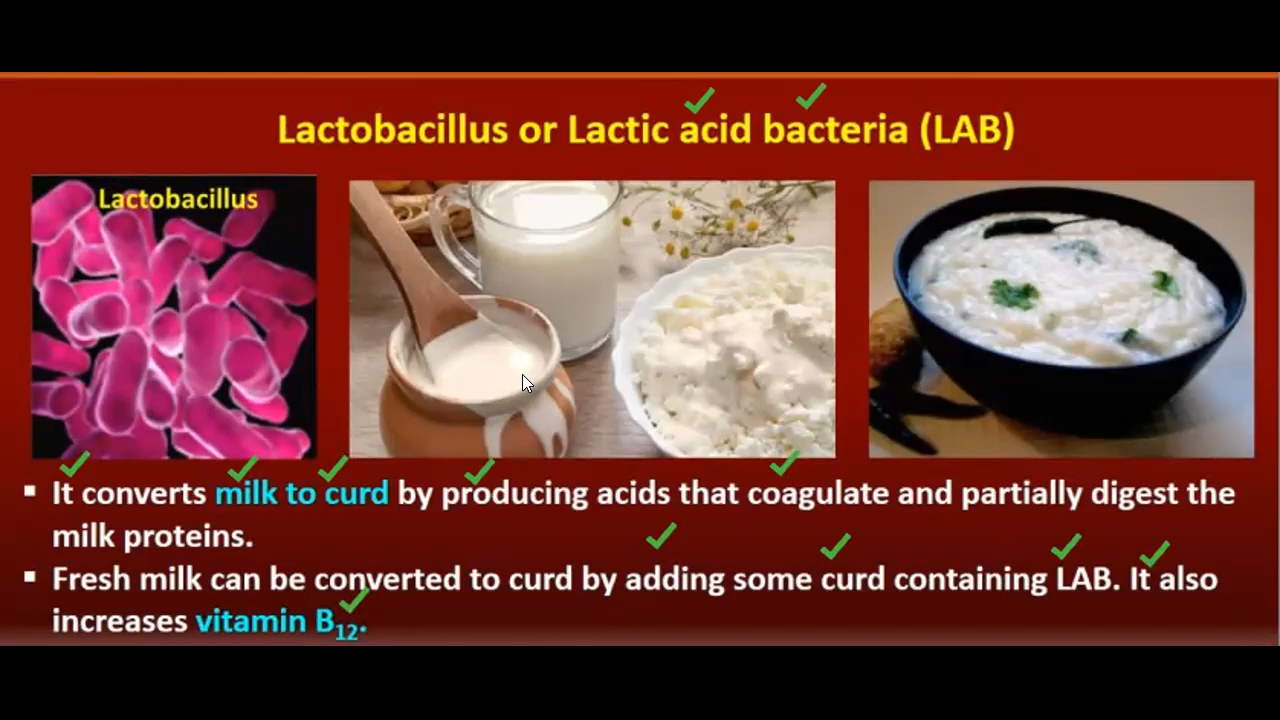 Lactobacillus or Lactic acid bacteria (LAB)
Lactobacillus
▪ It converts milk to curd by producing acids that coagulate and partially digest the
milk proteins.
▪ Fresh milk can be converted to curd by adding some curd containing LAB. It also
increases vitamin B₁₂.